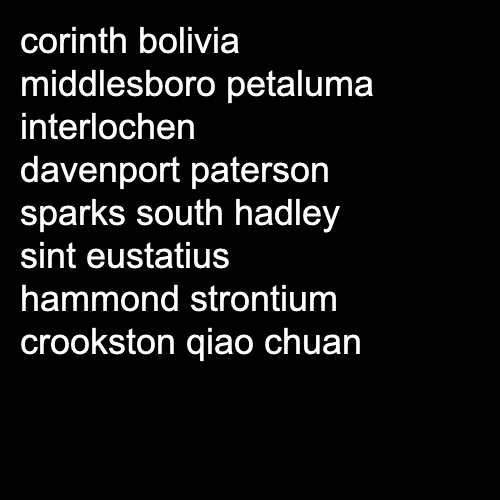 corinth bolivia
middlesboro petaluma
interlochen
davenport paterson
sparks south hadley
sint eustatius
hammond strontium
crookston qiao chuan